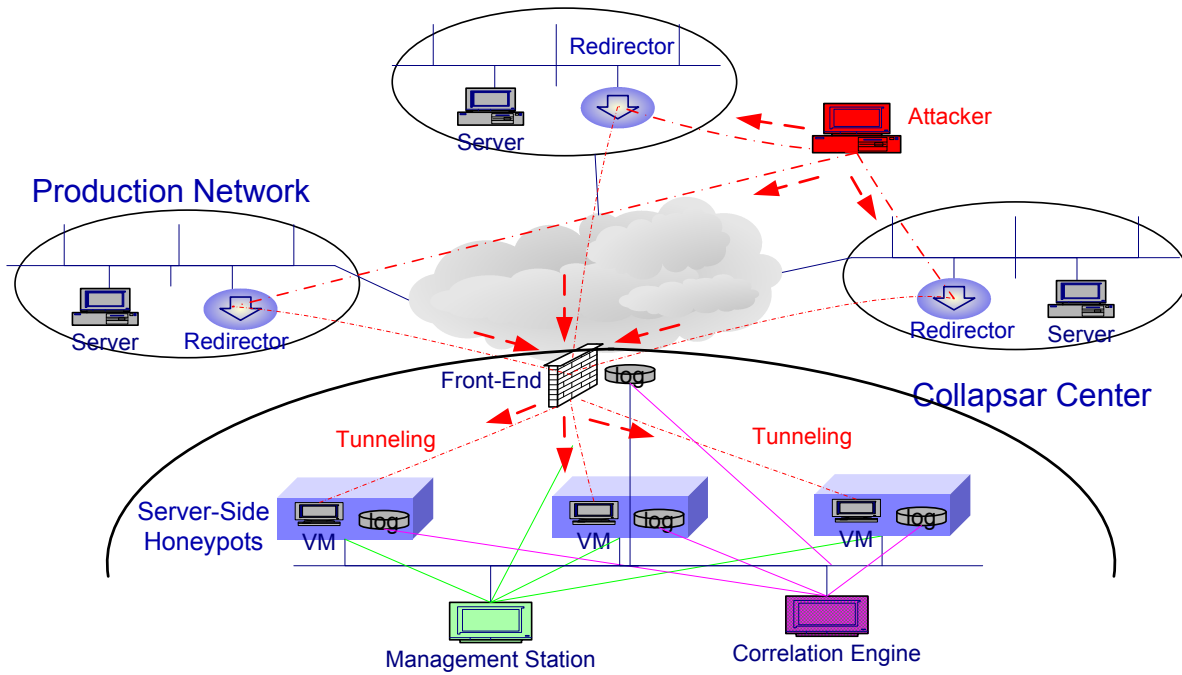 Redirector
Server
Attacker
Production Network
Server
Redirector
Redirector
Server
Front-End
log
Collapsar Center
Tunneling
Tunneling
Server-Side
Honeypots
VM
log
VM
log
VM
log
Management Station
Correlation Engine